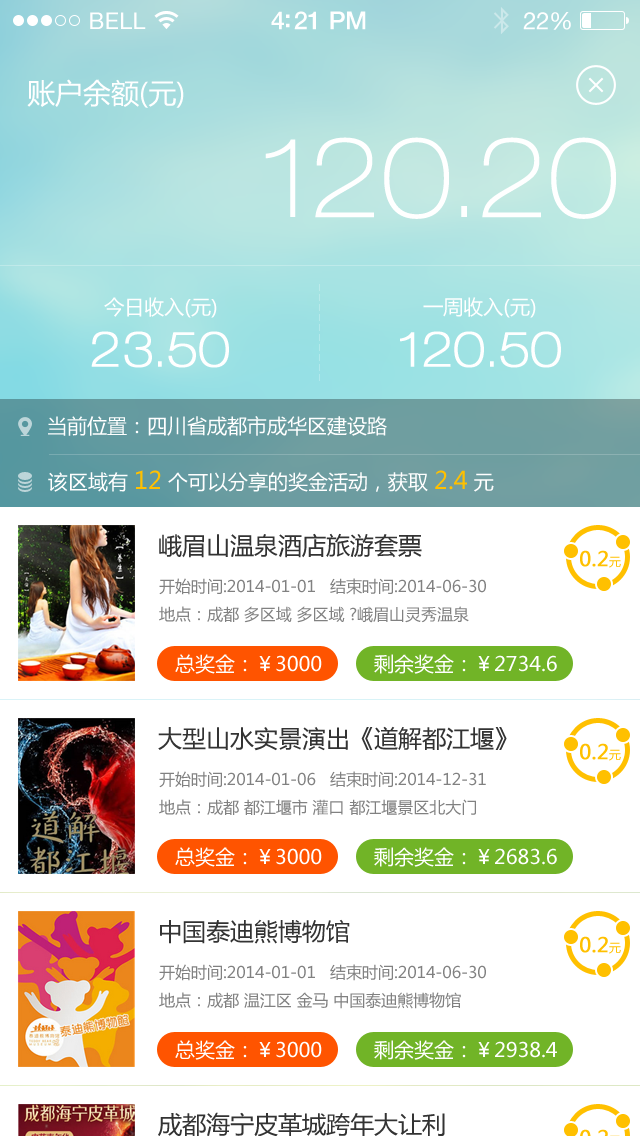 BELL 4:21 PM 22%
账户余额(元)
120.20
今日收入(元) 一周收入(元)
23.50 120.50
当前位置：四川省成都市成华区建设路
该区域有 12 个可以分享的奖金活动，获取 2.4 元
峨眉山温泉酒店旅游套票
0.2元
开始时间:2014-01-01 结束时间:2014-06-30
地点：成都 多区域 多区域 ?峨眉山灵秀温泉
总奖金：￥3000 剩余奖金：￥2734.6
大型山水实景演出《道解都江堰》
0.2元
开始时间:2014-01-06 结束时间:2014-12-31
地点：成都 都江堰市 灌口 都江堰景区北大门
道解
都江堰
总奖金：￥3000 剩余奖金：￥2683.6
中国泰迪熊博物馆
0.2元
开始时间:2014-01-01 结束时间:2014-06-30
地点：成都 温江区 金马 中国泰迪熊博物馆
泰迪熊博物馆
总奖金：￥3000 剩余奖金：￥2938.4
成都海宁皮革城
成都海宁皮革城跨年大让利
0.2元